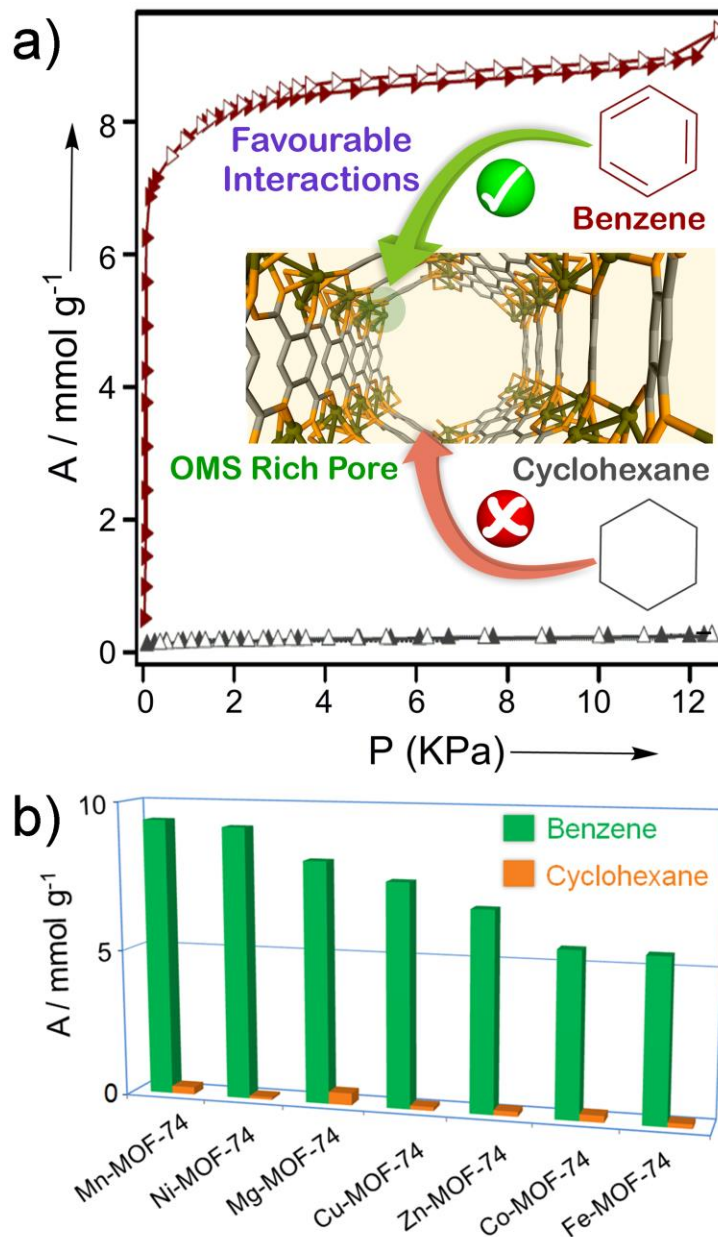 a)
A / mmol g⁻¹
8
6
4
2
0
0 2 4 6 8 10 12
P (KPa)
Favourable
Interactions
Benzene
OMS Rich Pore
Cyclohexane
b)
A / mmol g⁻¹
10
5
0
Benzene
Cyclohexane
Mn-MOF-74
Ni-MOF-74
Mg-MOF-74
Cu-MOF-74
Zn-MOF-74
Co-MOF-74
Fe-MOF-74